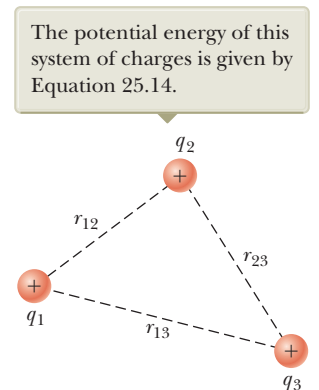 The potential energy of this
system of charges is given by
Equation 25.14.
q₂
+
r₁₂
r₂₃
+
q₁
r₁₃
+
q₃